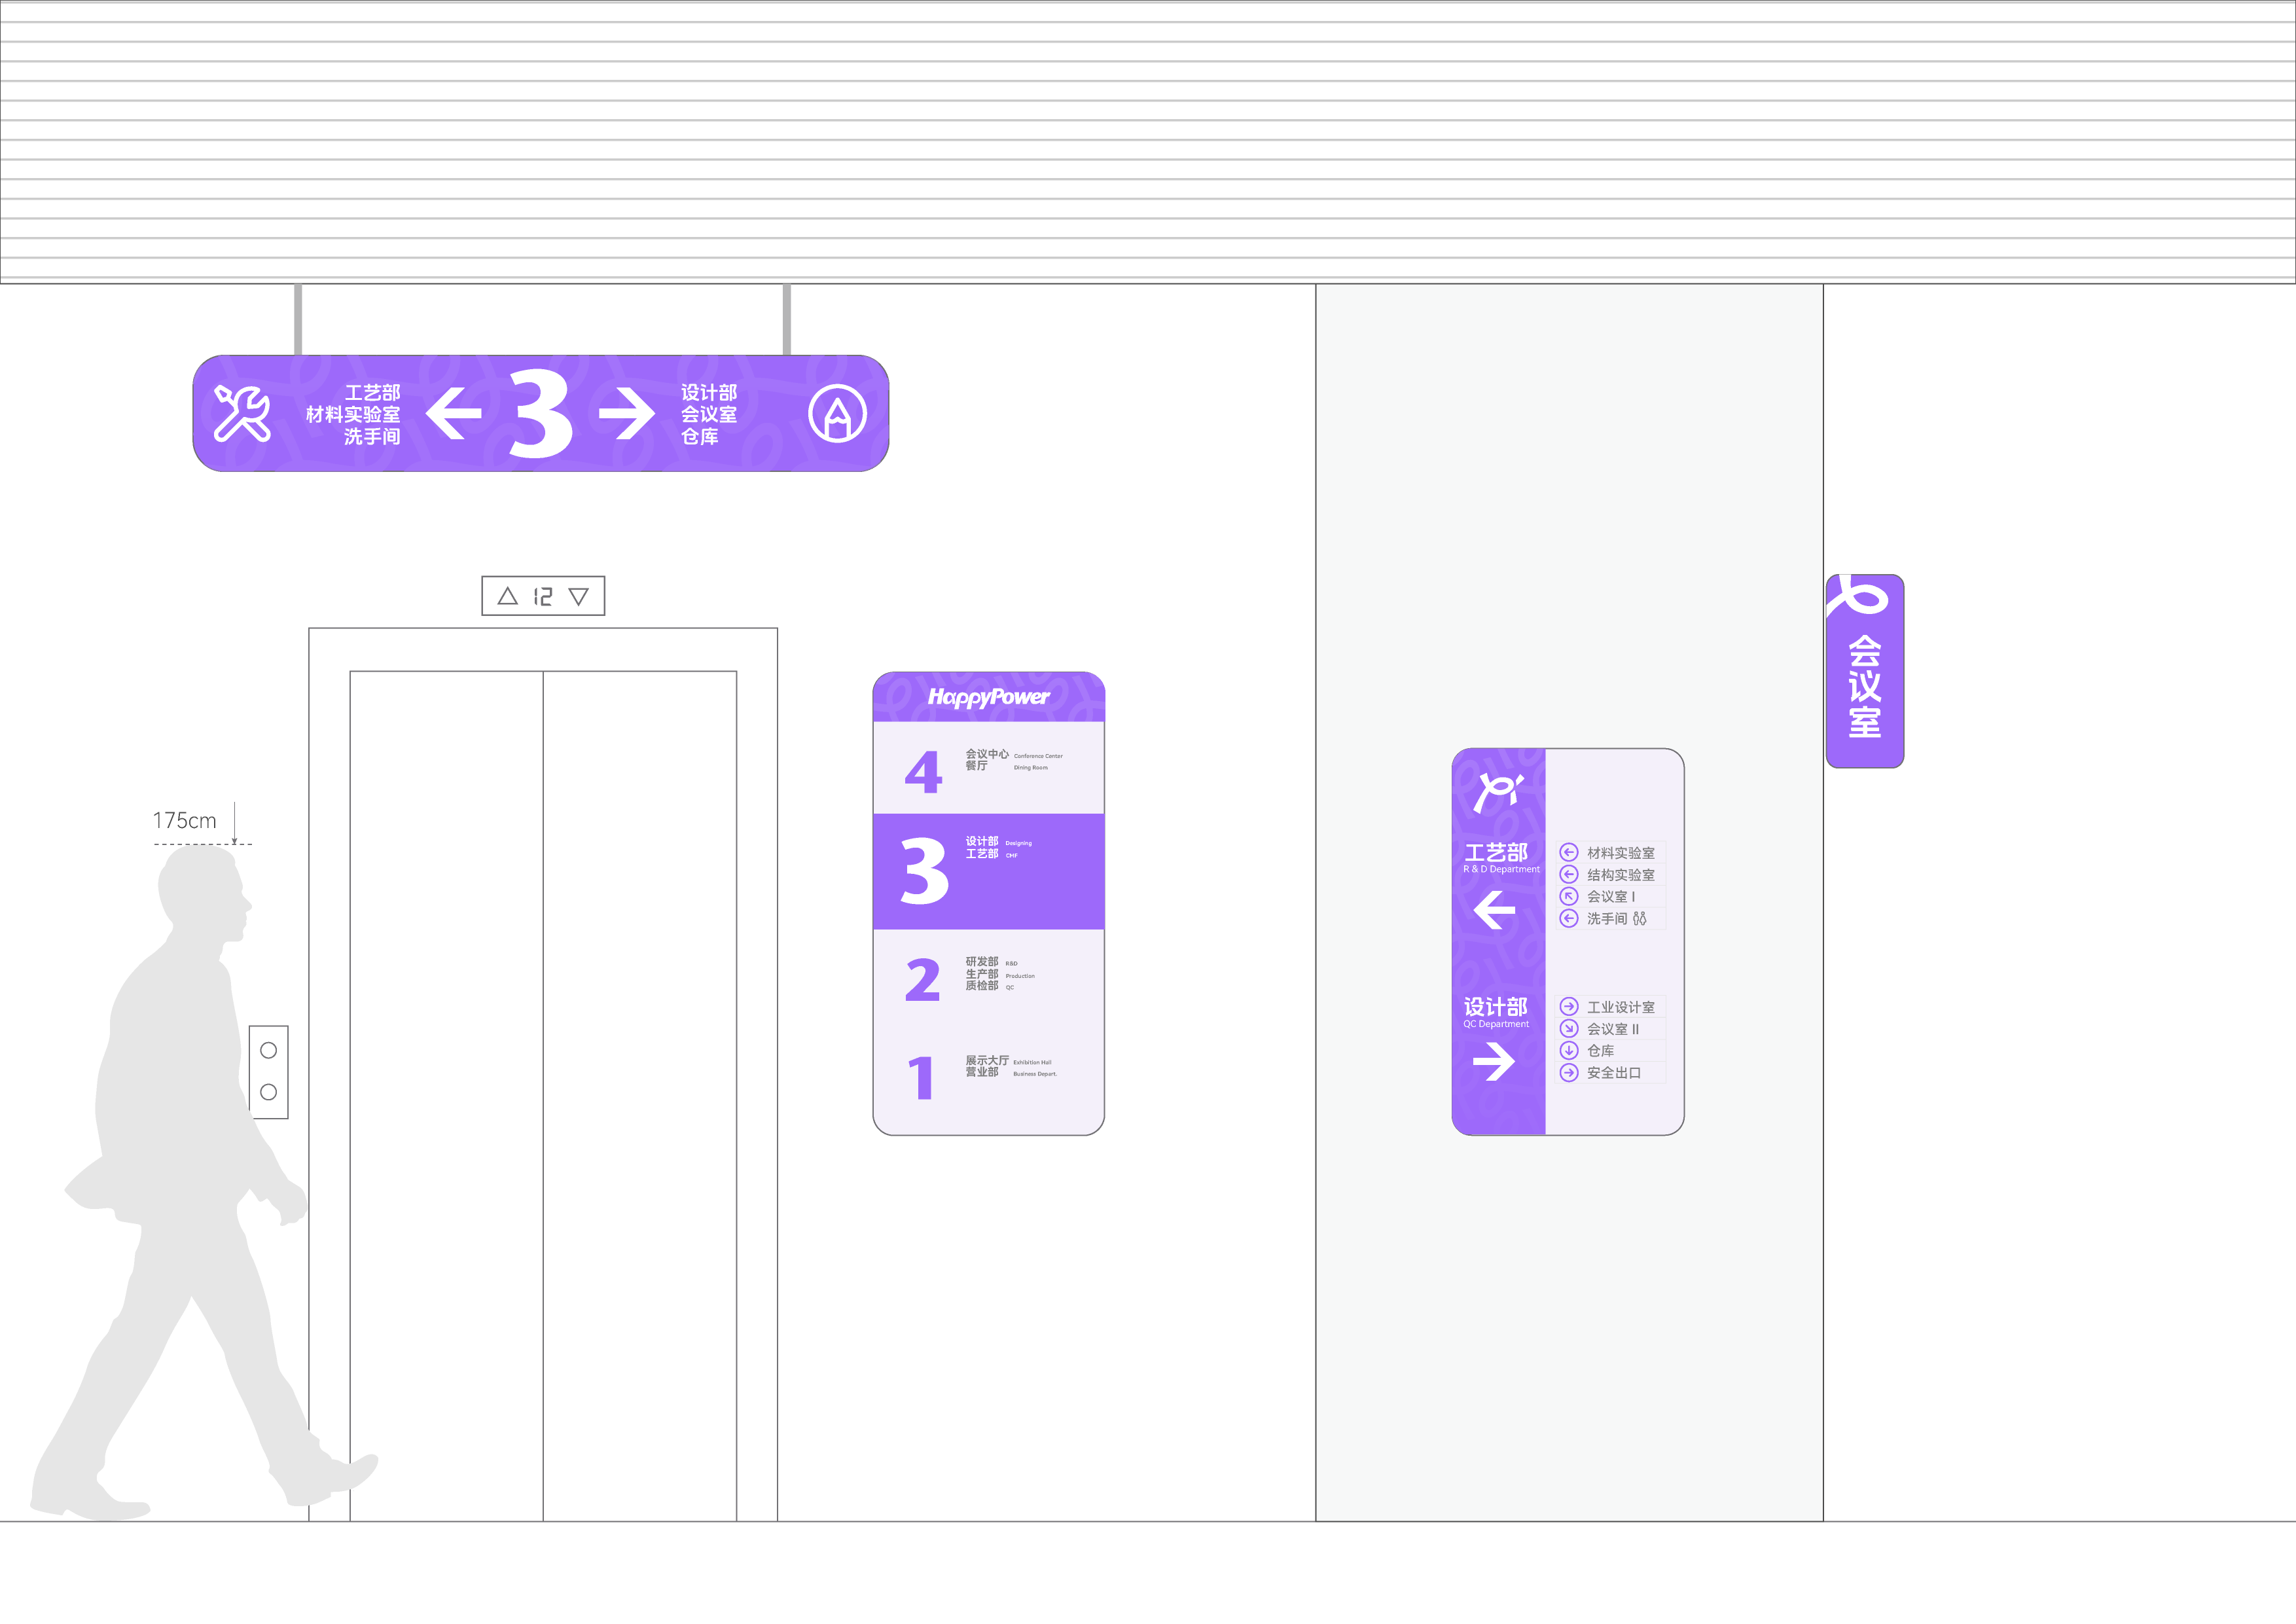 工艺部
材料实验室
洗手间
3
设计部
会议室
仓库
12
175cm
HappyPower
4
会议中心 Conference Center
餐厅 Dining Room
3
设计部 Designing
工艺部 CMF
2
研发部 R&D
生产部 Production
质检部 QC
1
展示大厅 Exhibition Hall
营业部 Business Depart.
工艺部
R & D Department
材料实验室
结构实验室
会议室 I
洗手间
设计部
QC Department
工业设计室
会议室 II
仓库
安全出口
会议室